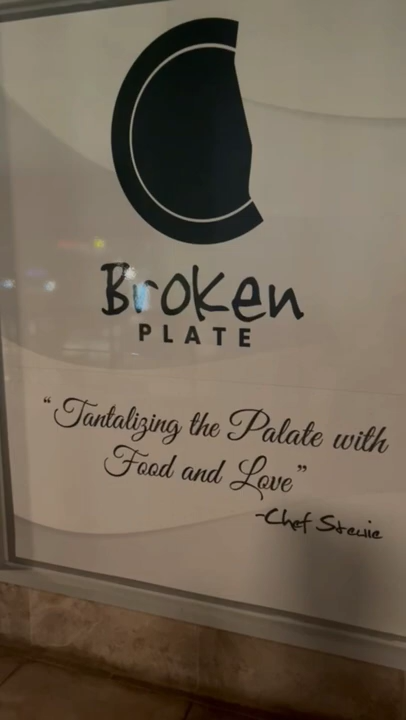 Broken
PLATE
“Tantalizing the Palate with
Food and Love”
-Chef Stevie